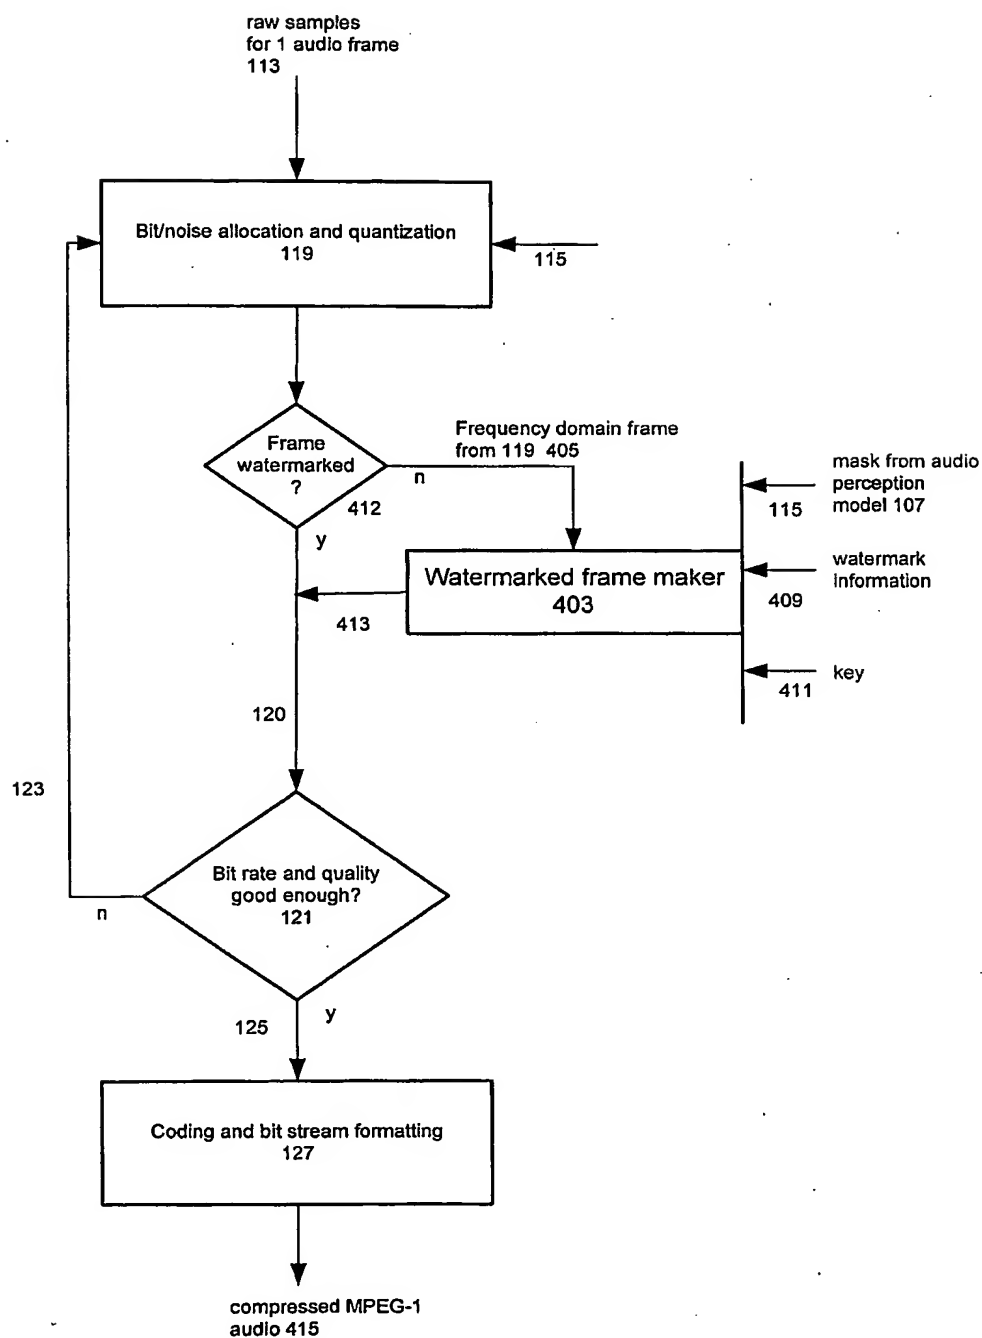 raw samples
for 1 audio frame
113
Bit/noise allocation and quantization
119
115
Frame
watermarked
?
412
n
y
Frequency domain frame
from 119 405
mask from audio
perception
model 107
115
Watermarked frame maker
403
watermark
information
409
413
key
411
120
123
Bit rate and quality
good enough?
121
n
y
125
Coding and bit stream formatting
127
compressed MPEG-1
audio 415